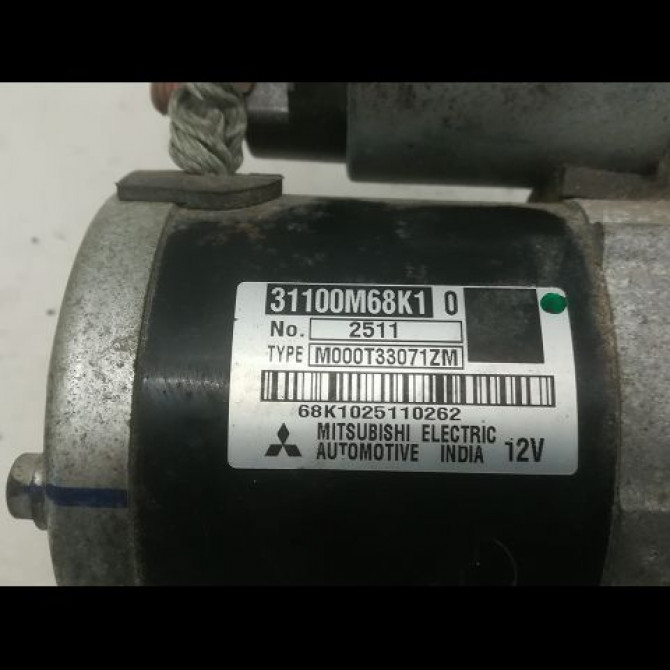 31100M68K1 0
No. 2511
TYPE M000T33071ZM
68K1025110262
MITSUBISHI ELECTRIC
AUTOMOTIVE INDIA 12V